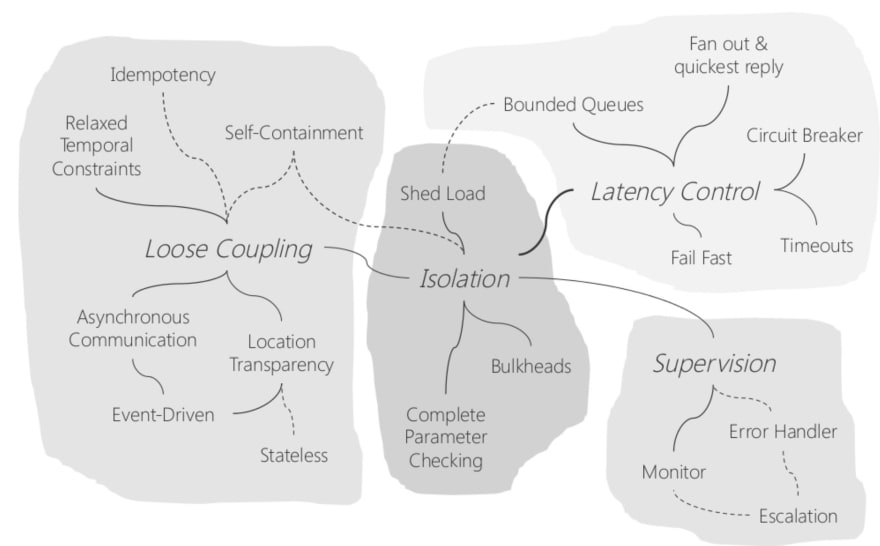 Idempotency
Relaxed
Temporal
Constraints
Self-Containment
Loose Coupling
Asynchronous
Communication
Location
Transparency
Event-Driven
Stateless
Shed Load
Isolation
Bulkheads
Complete
Parameter
Checking
Fan out &
quickest reply
Bounded Queues
Circuit Breaker
Latency Control
Fail Fast
Timeouts
Supervision
Error Handler
Monitor
Escalation